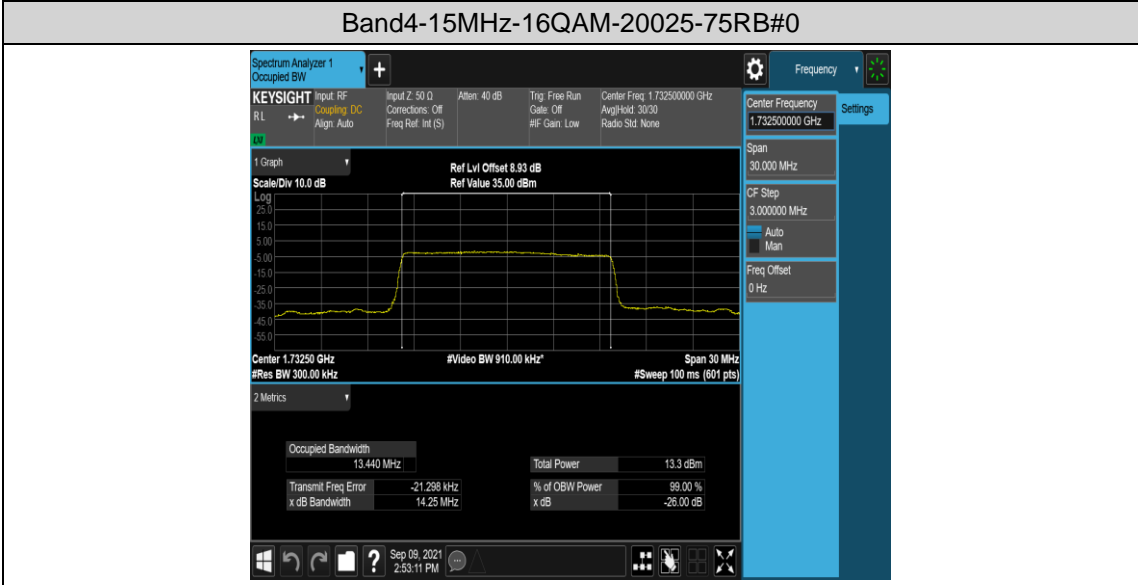 Band4-15MHz-16QAM-20025-75RB#0
Spectrum Analyzer 1
Occupied BW
+
Frequency
KEYSIGHT Input: RF
RL
Coupling: DC
Align: Auto
LXI
Input Z: 50 Ω
Corrections: Off
Freq Ref: Int (S)
Atten: 40 dB
Trig: Free Run
Gate: Off
#IF Gain: Low
Center Freq: 1.732500000 GHz
Avg|Hold: 30/30
Radio Std: None
Center Frequency
1.732500000 GHz
Settings
Span
30.000 MHz
CF Step
3.000000 MHz
Auto
Man
Freq Offset
0 Hz
1 Graph
Scale/Div 10.0 dB
Ref Lvl Offset 8.93 dB
Ref Value 35.00 dBm
Log
25.0
15.0
5.00
-5.00
-15.0
-25.0
-35.0
-45.0
-55.0
Center 1.73250 GHz
#Res BW 300.00 kHz
#Video BW 910.00 kHz*
Span 30 MHz
#Sweep 100 ms (601 pts)
2 Metrics
Occupied Bandwidth
13.440 MHz
Total Power 13.3 dBm
Transmit Freq Error -21.298 kHz
% of OBW Power 99.00 %
x dB Bandwidth 14.25 MHz
x dB -26.00 dB
?
Sep 09, 2021
2:53:11 PM